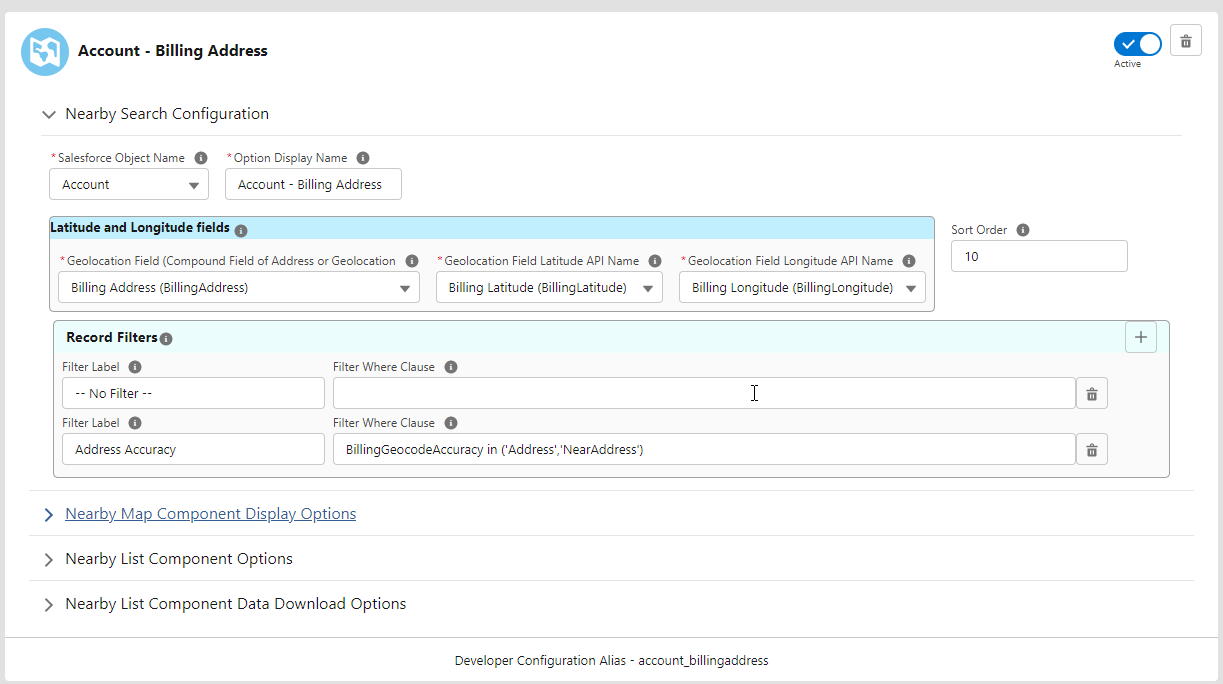 Account - Billing Address
Active
Nearby Search Configuration
*Salesforce Object Name *Option Display Name
Account Account - Billing Address
Latitude and Longitude fields
Sort Order
*Geolocation Field (Compound Field of Address or Geolocation *Geolocation Field Latitude API Name *Geolocation Field Longitude API Name
10
Billing Address (BillingAddress) Billing Latitude (BillingLatitude) Billing Longitude (BillingLongitude)
Record Filters
Filter Label Filter Where Clause
-- No Filter --
Filter Label Filter Where Clause
Address Accuracy BillingGeocodeAccuracy in ('Address','NearAddress')
Nearby Map Component Display Options
Nearby List Component Options
Nearby List Component Data Download Options
Developer Configuration Alias - account_billingaddress